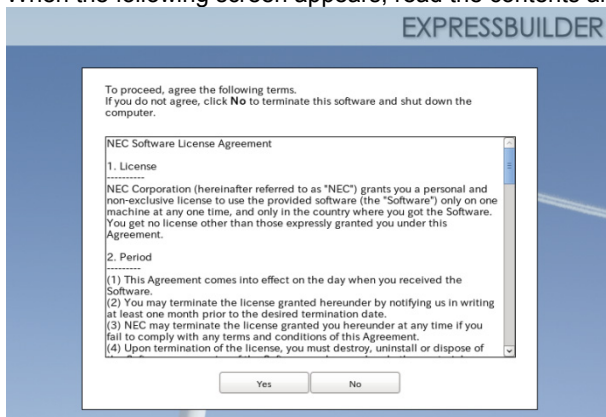 When the following screen appears, read the contents
EXPRESSBUILDER
To proceed, agree the following terms.
If you do not agree, click No to terminate this software and shut down the
computer.
NEC Software License Agreement
1. License
----------
NEC Corporation (hereinafter referred to as "NEC") grants you a personal and
non-exclusive license to use the provided software (the "Software") only on one
machine at any one time, and only in the country where you got the Software.
You get no license other than those expressly granted you under this
Agreement.
2. Period
---------
(1) This Agreement comes into effect on the day when you received the
Software.
(2) You may terminate the license granted hereunder by notifying us in writing
at least one month prior to the desired termination date.
(3) NEC may terminate the license granted you hereunder at any time if you
fail to comply with any terms and conditions of this Agreement.
(4) Upon termination of the license, you must destroy, uninstall or dispose of
Yes No